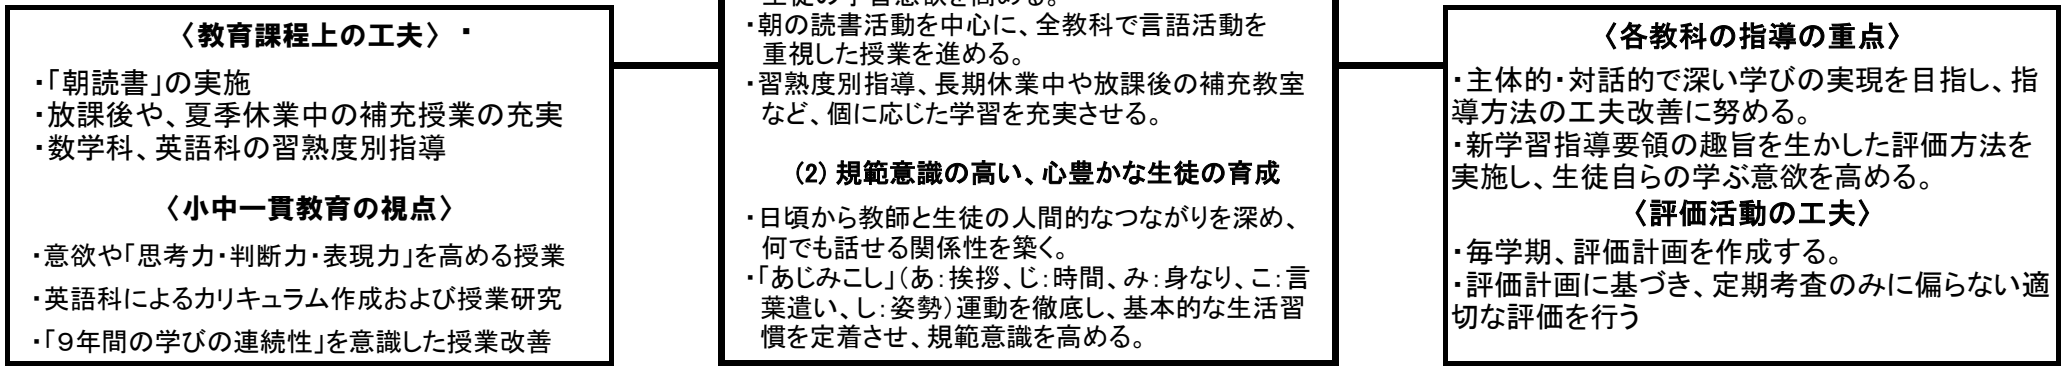 〈教育課程上の工夫〉・
・「朝読書」の実施
・放課後や、夏季休業中の補充授業の充実
・数学科、英語科の習熟度別指導
〈小中一貫教育の視点〉
・意欲や「思考力・判断力・表現力」を高める授業
・英語科によるカリキュラム作成および授業研究
・「９年間の学びの連続性」を意識した授業改善
・朝の読書活動を中心に、全教科で言語活動を
重視した授業を進める。
・習熟度別指導、長期休業中や放課後の補充教室
など、個に応じた学習を充実させる。
(2) 規範意識の高い、心豊かな生徒の育成
・日頃から教師と生徒の人間的なつながりを深め、
何でも話せる関係性を築く。
・「あじみこし」（あ：挨拶、じ：時間、み：身なり、こ：言
葉遣い、し：姿勢）運動を徹底し、基本的な生活習
慣を定着させ、規範意識を高める。
〈各教科の指導の重点〉
・主体的・対話的で深い学びの実現を目指し、指
導方法の工夫改善に努める。
・新学習指導要領の趣旨を生かした評価方法を
実施し、生徒自らの学ぶ意欲を高める。
〈評価活動の工夫〉
・毎学期、評価計画を作成する。
・評価計画に基づき、定期考査のみに偏らない適
切な評価を行う